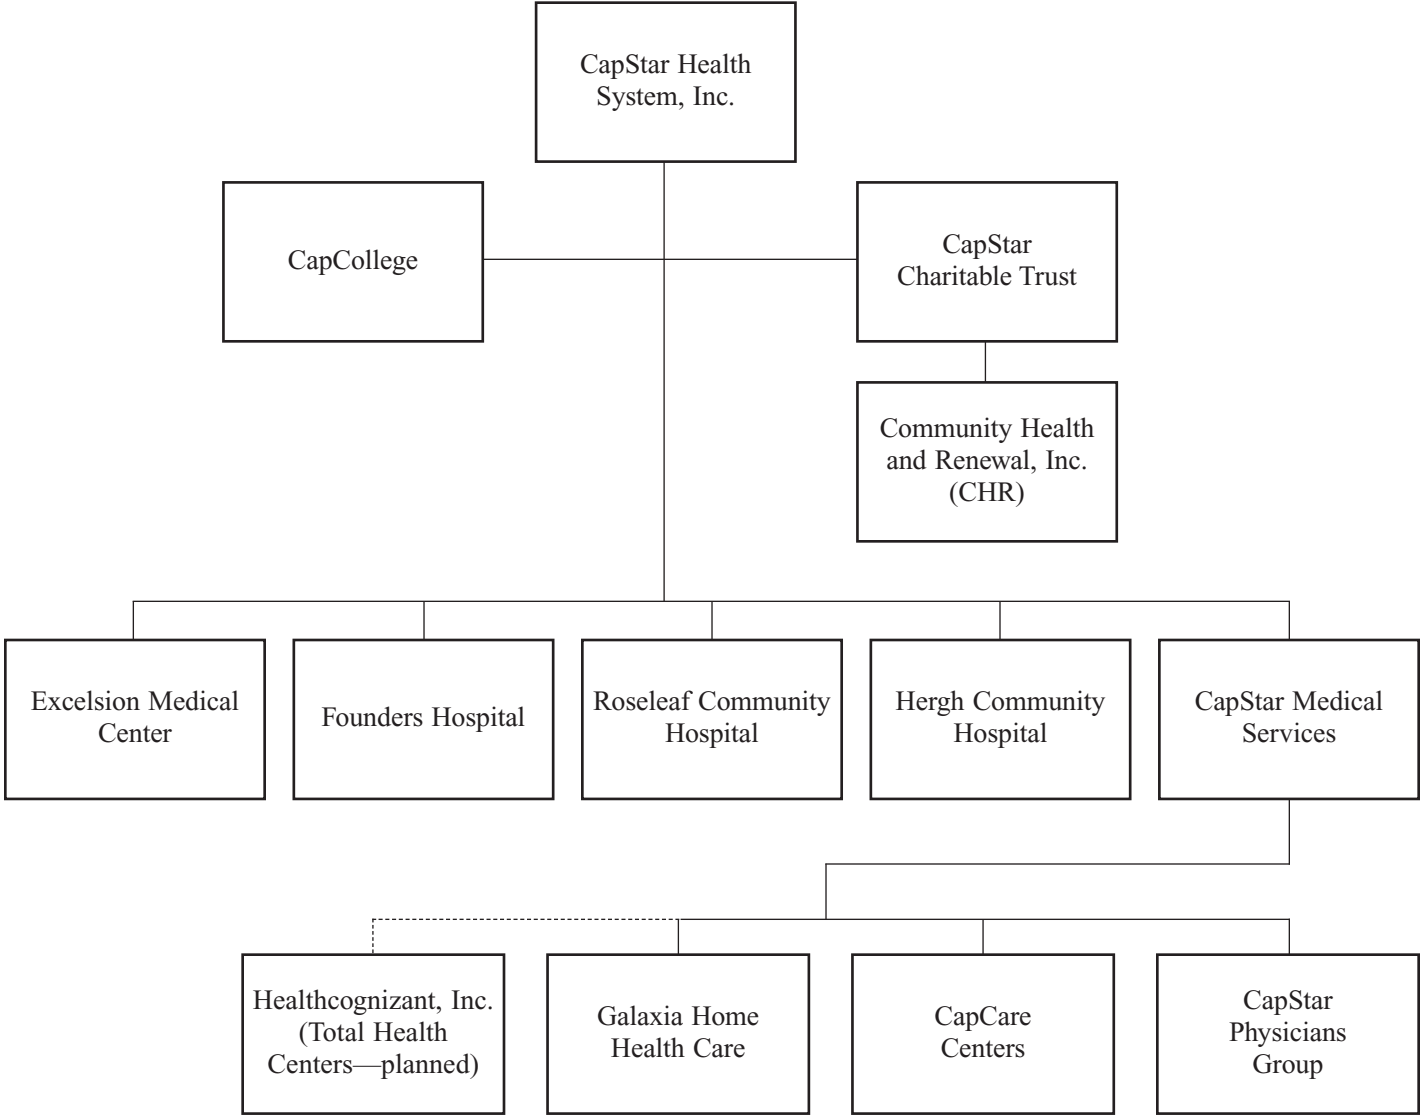 CapStar Health
System, Inc.
CapCollege
CapStar
Charitable Trust
Community Health
and Renewal, Inc.
(CHR)
Excelsion Medical
Center
Founders Hospital
Roseleaf Community
Hospital
Hergh Community
Hospital
CapStar Medical
Services
Healthcognizant, Inc.
(Total Health
Centers—planned)
Galaxia Home
Health Care
CapCare
Centers
CapStar
Physicians
Group